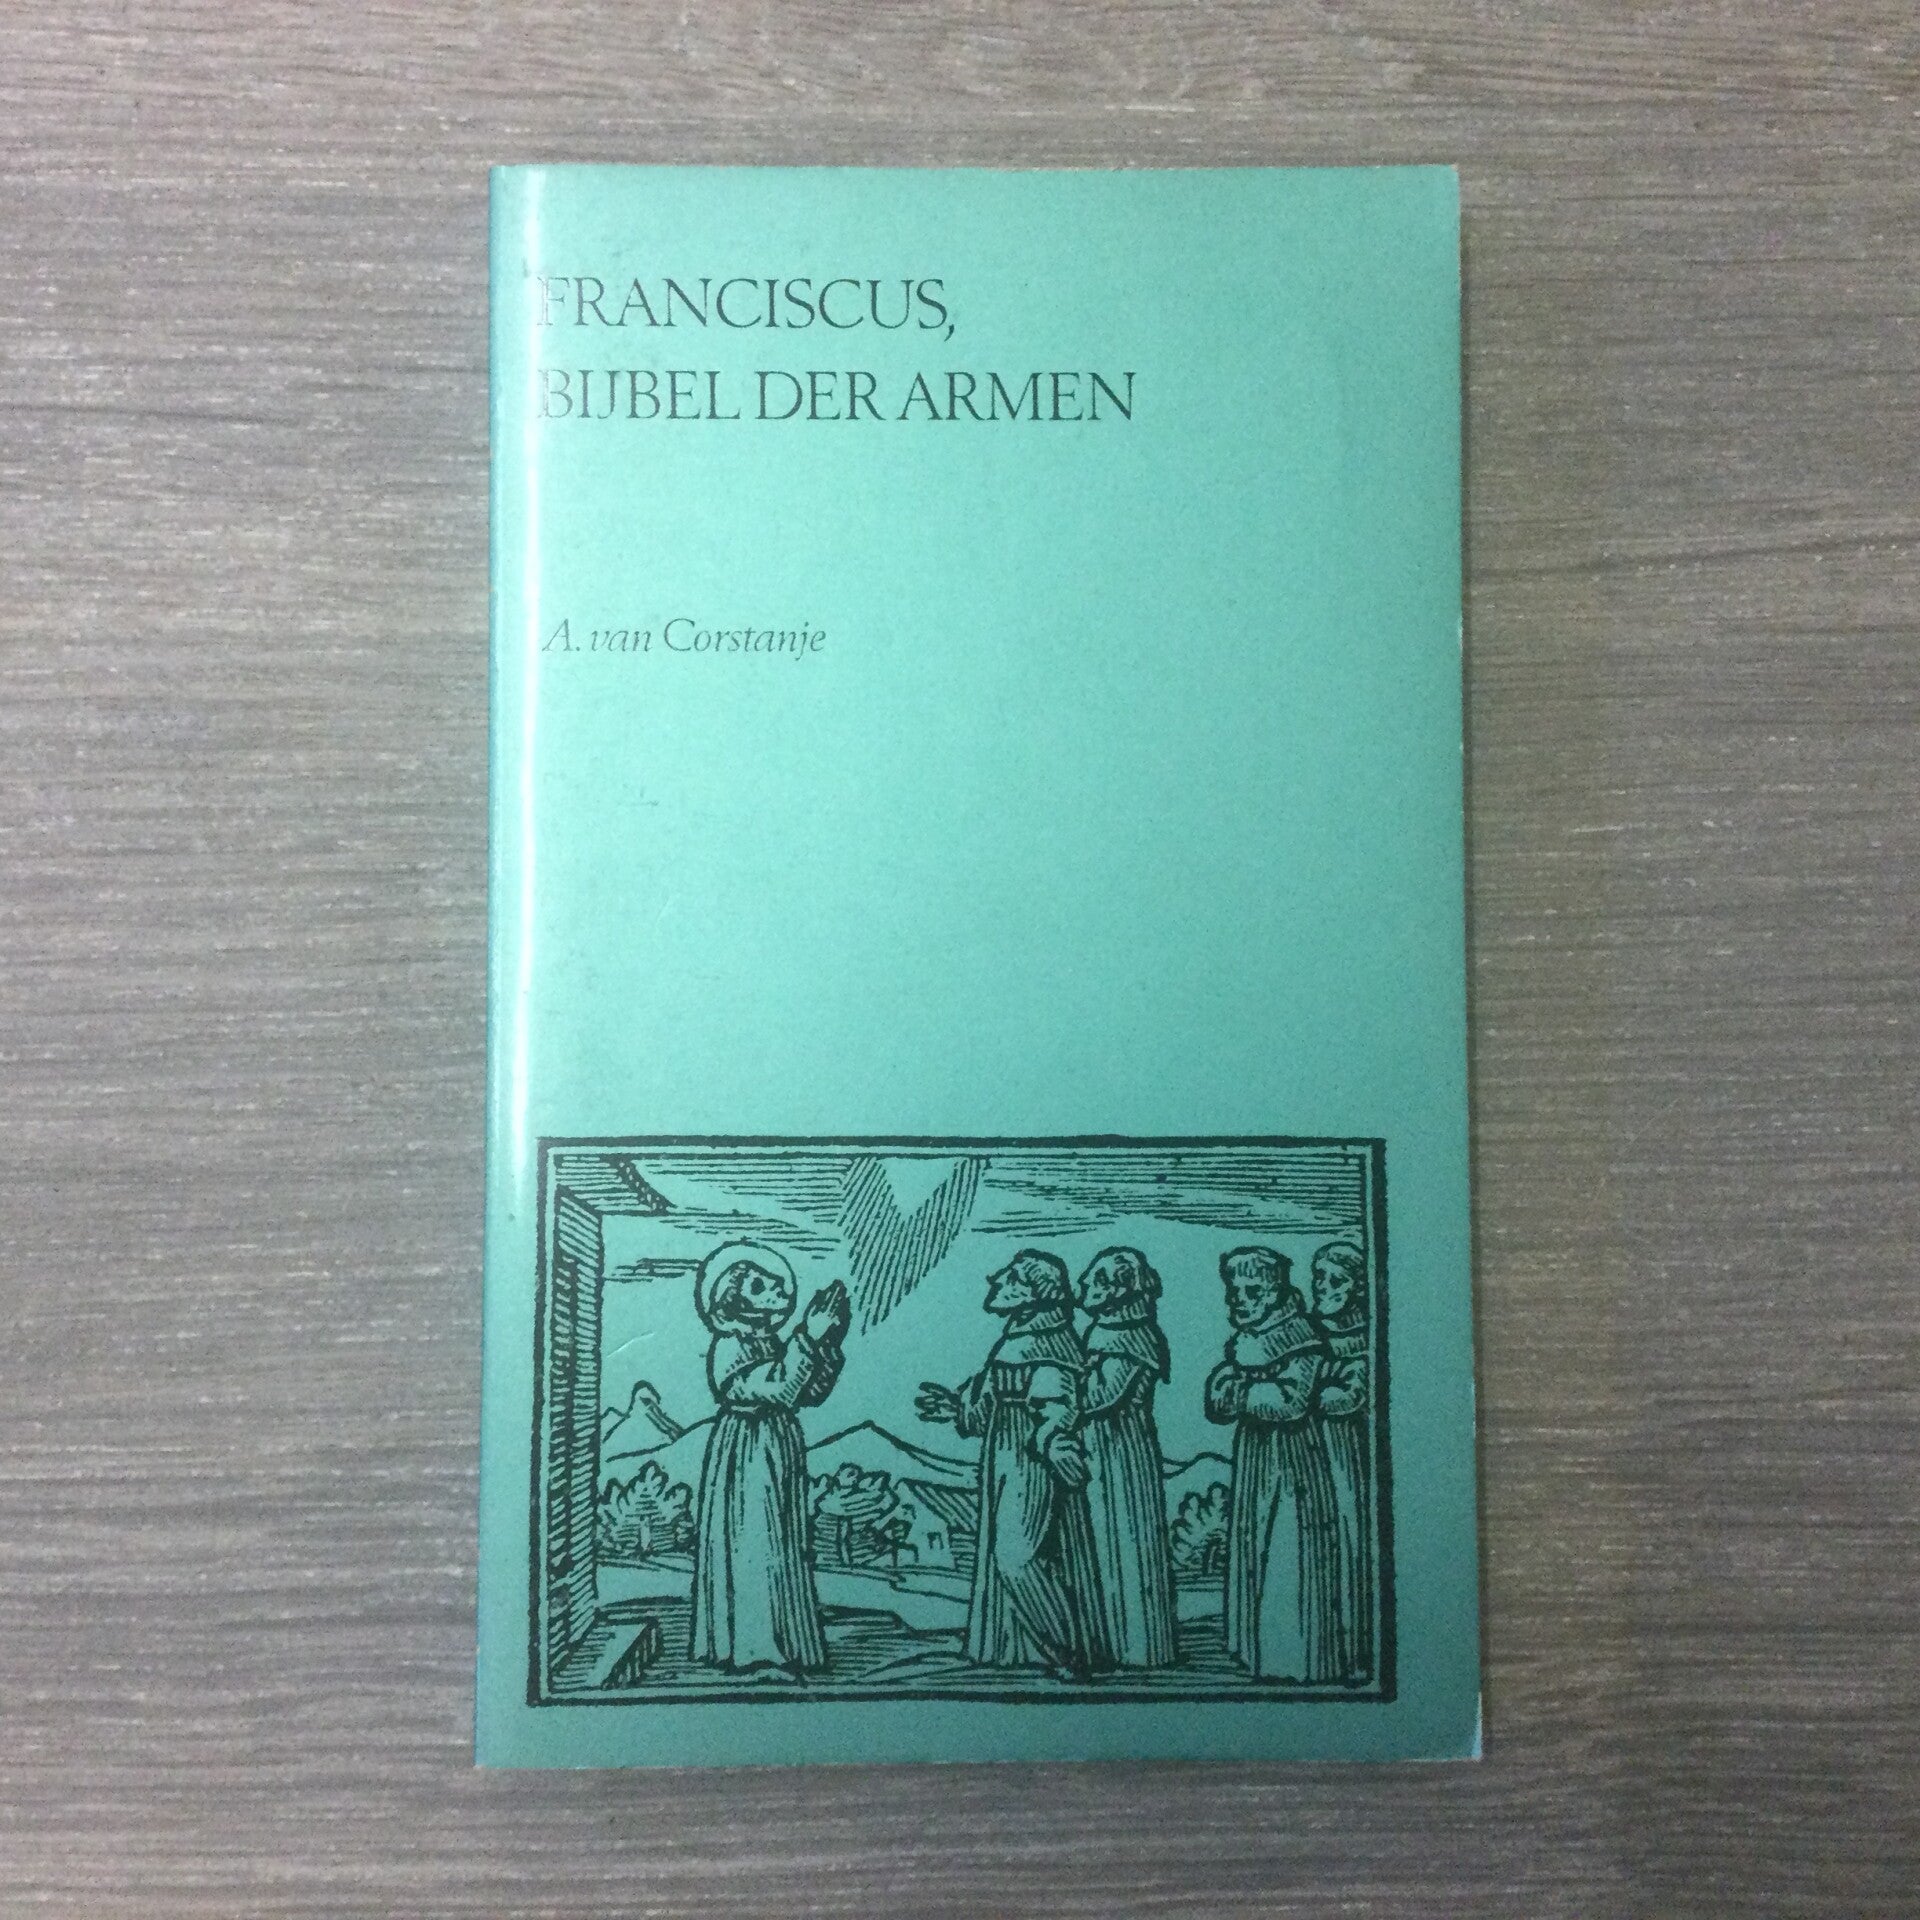 FRANCISCUS,
BIJBEL DER ARMEN
A. van Corstanje